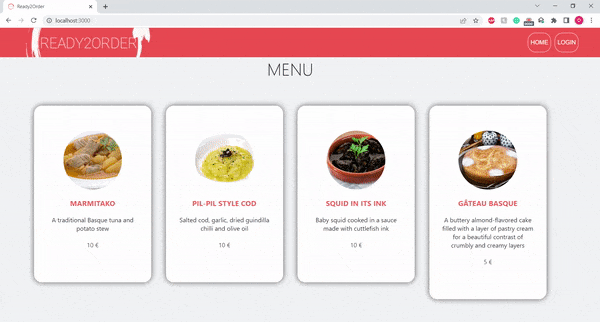 Ready2Order
localhost:3000
READY2ORDER
HOME LOGIN
MENU
MARMITAKO
A traditional Basque tuna and
potato stew
10 €
PIL-PIL STYLE COD
Salted cod, garlic, dried guindilla
chilli and olive oil
10 €
SQUID IN ITS INK
Baby squid cooked in a sauce
made with cuttlefish ink
10 €
GÂTEAU BASQUE
A buttery almond-flavored cake
filled with a layer of pastry cream
for a beautiful contrast of
crumbly and creamy layers
5 €